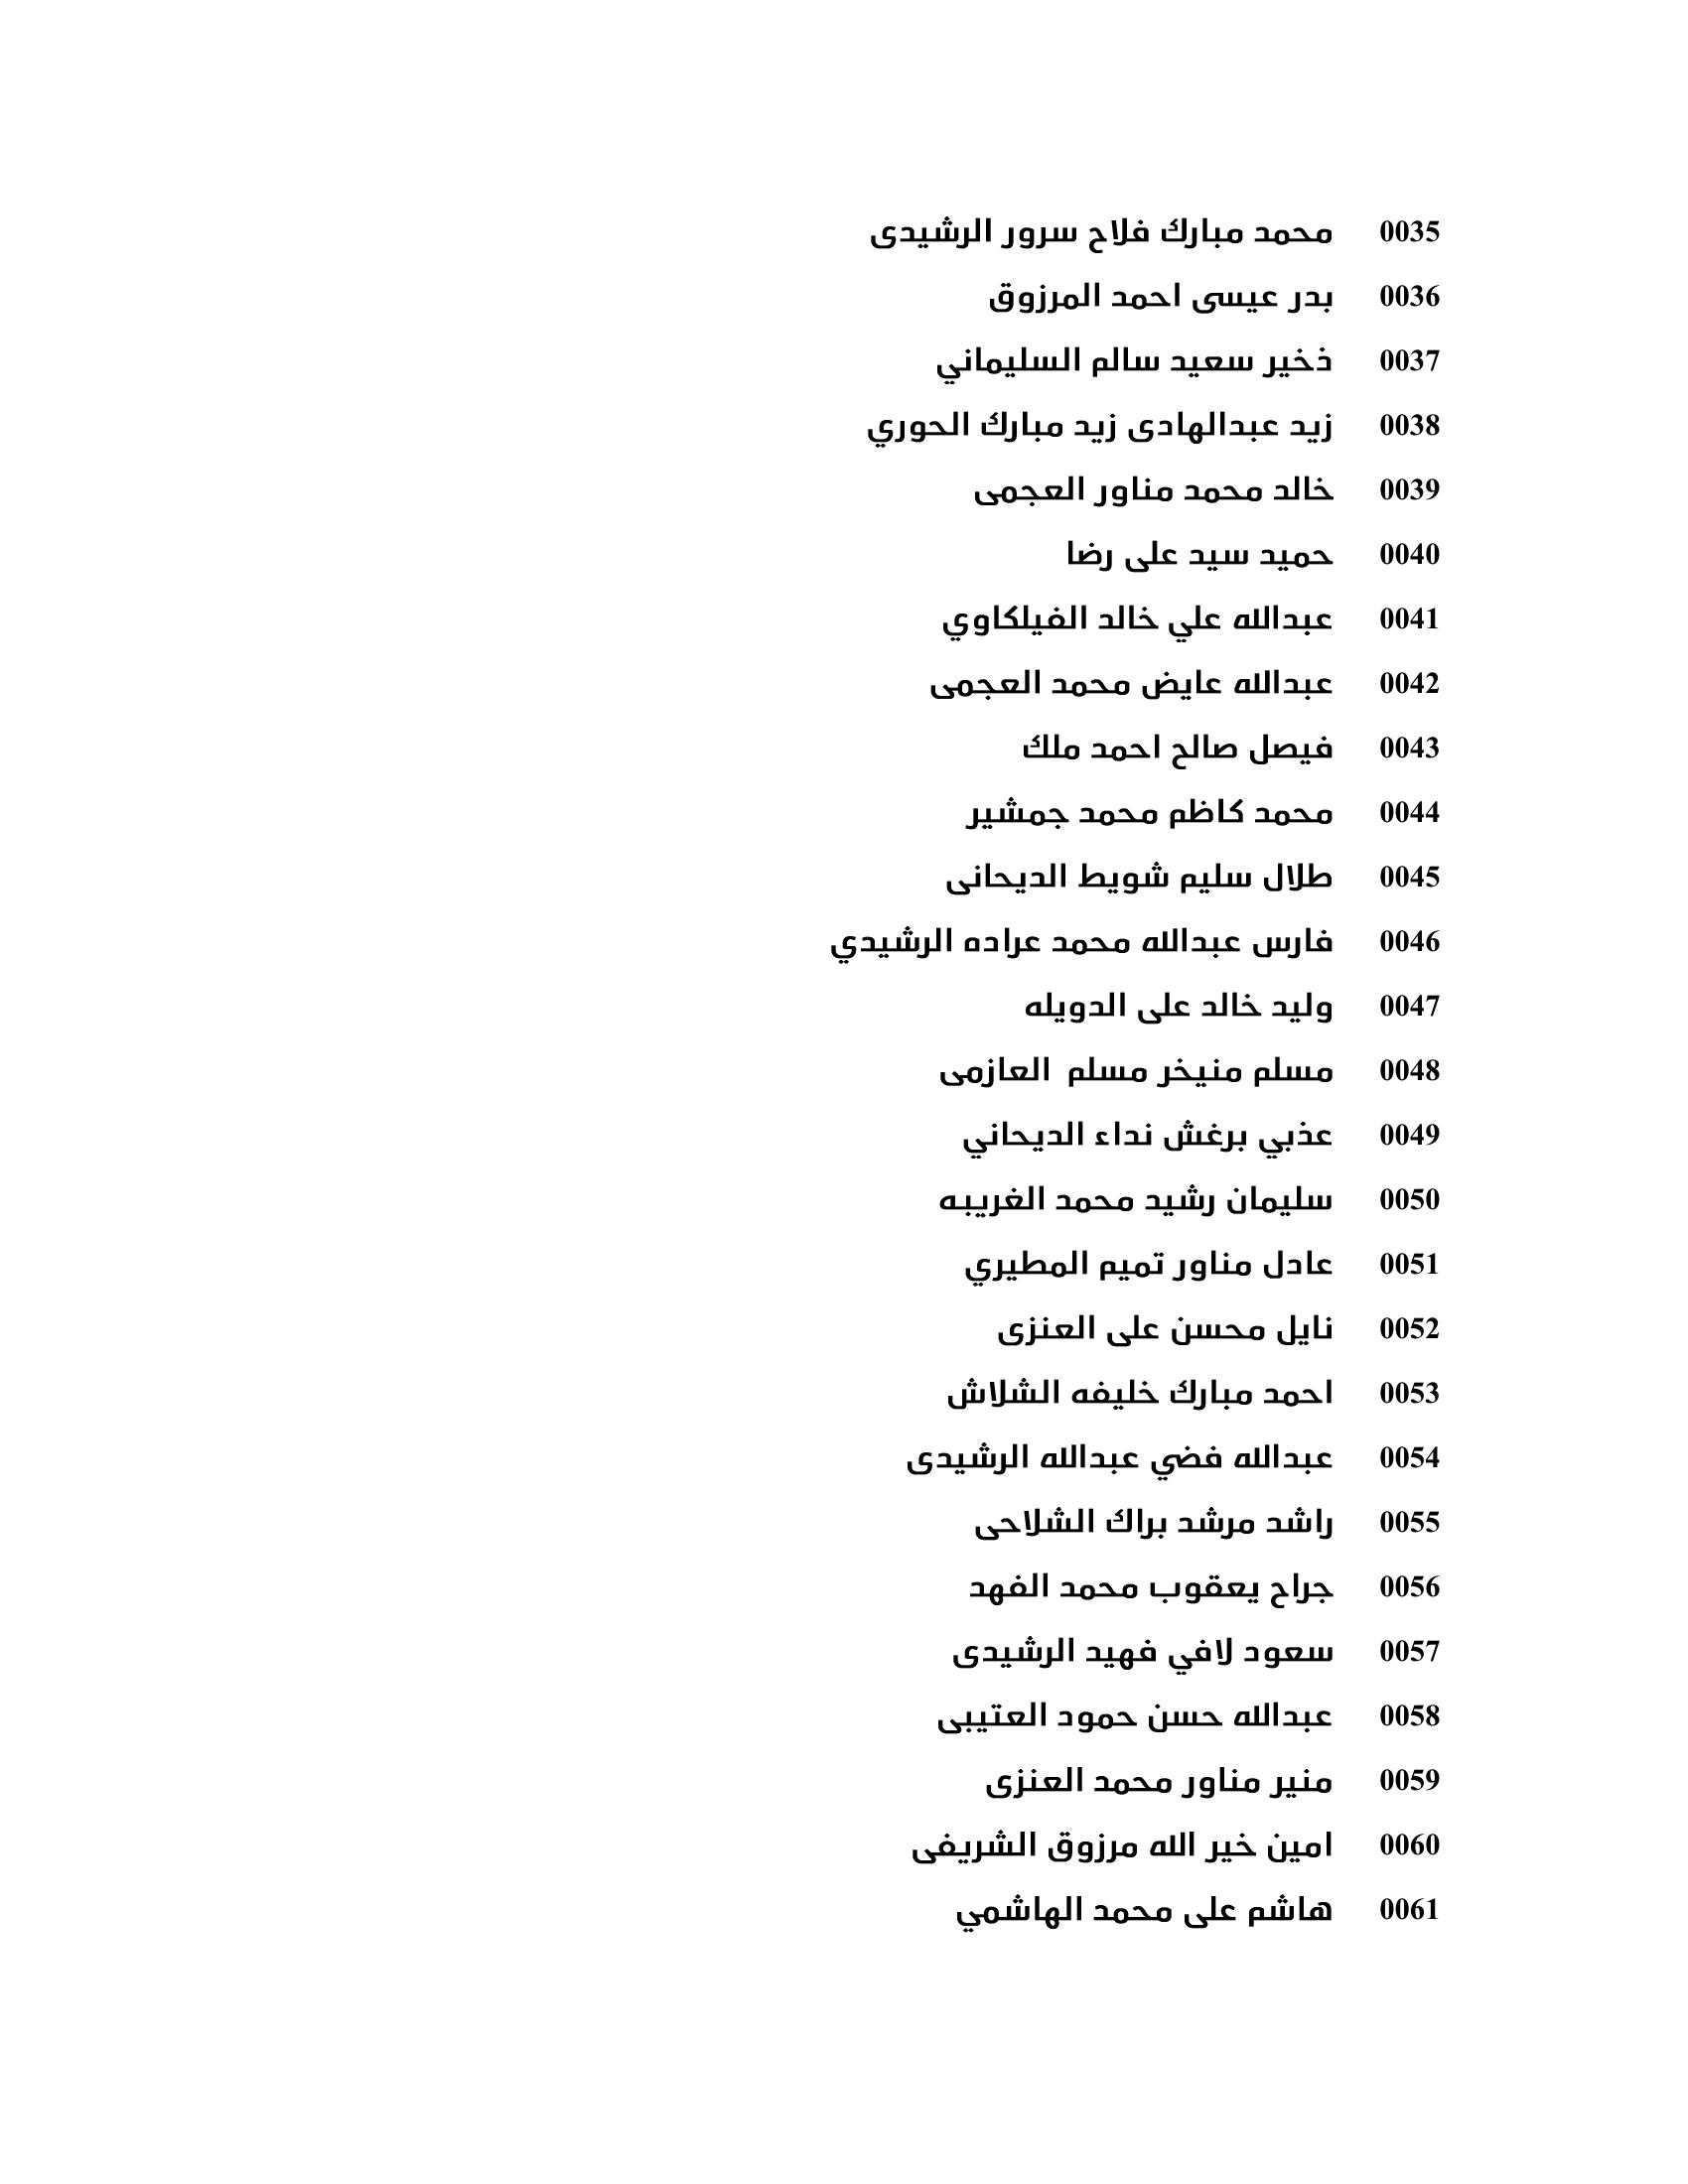 0035 محمد مبارك فلاح سرور الرشيدى
0036 بدر عيسى احمد المرزوق
0037 ذخير سعيد سالم السليماني
0038 زيد عبدالهادى زيد مبارك الحوري
0039 خالد محمد مناور العجمى
0040 حميد سيد على رضا
0041 عبدالله علي خالد الفيلكاوي
0042 عبدالله عايض محمد العجمى
0043 فيصل صالح احمد ملك
0044 محمد كاظم محمد جمشير
0045 طلال سليم شويط الديحانى
0046 فارس عبدالله محمد عراده الرشيدي
0047 وليد خالد على الدويله
0048 مسلم منيخر مسلم العازمى
0049 عذبي برغش نداء الديحاني
0050 سليمان رشيد محمد الغريبه
0051 عادل مناور تميم المطيري
0052 نايل محسن على العنزى
0053 احمد مبارك خليفه الشلاش
0054 عبدالله فضي عبدالله الرشيدى
0055 راشد مرشد براك الشلاحى
0056 جراح يعقوب محمد الفهد
0057 سعود لافي فهيد الرشيدى
0058 عبدالله حسن حمود العتيبى
0059 منير مناور محمد العنزى
0060 امين خير الله مرزوق الشريفى
0061 هاشم على محمد الهاشمي